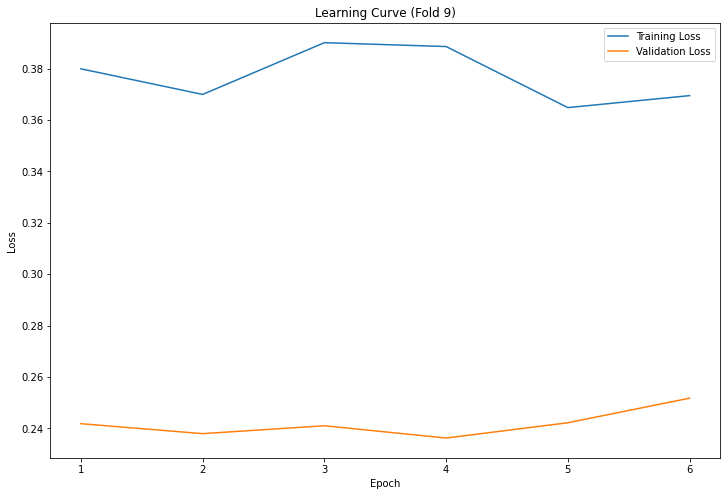 Learning Curve (Fold 9)
Training Loss
Validation Loss
0.38
0.36
0.34
0.32
0.30
0.28
0.26
0.24
Loss
1 2 3 4 5 6
Epoch